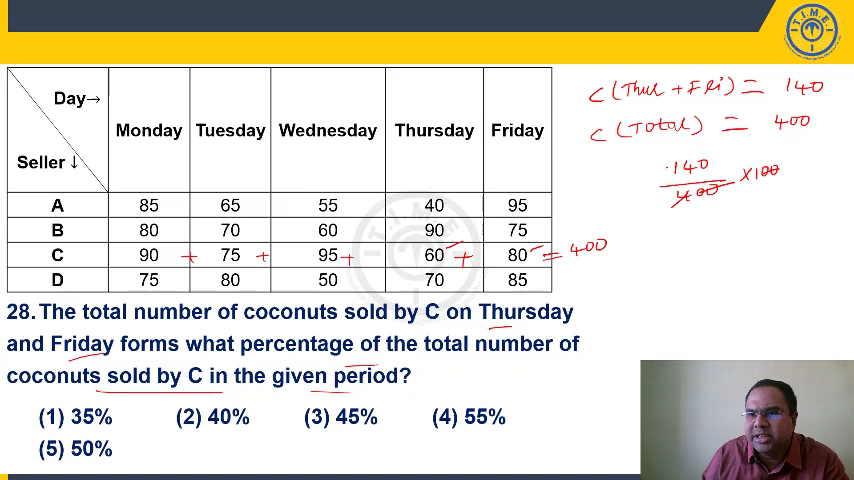 T.I.M.E.
Day→
Seller ↓
Monday Tuesday Wednesday Thursday Friday
A 85 65 55 40 95
B 80 70 60 90 75
C 90 + 75 + 95 + 60 + 80 = 400
D 75 80 50 70 85
C (Thur + Fri) = 140
C (Total) = 400
140
400 × 100
28. The total number of coconuts sold by C on Thursday
and Friday forms what percentage of the total number of
coconuts sold by C in the given period?
(1) 35% (2) 40% (3) 45% (4) 55%
(5) 50%